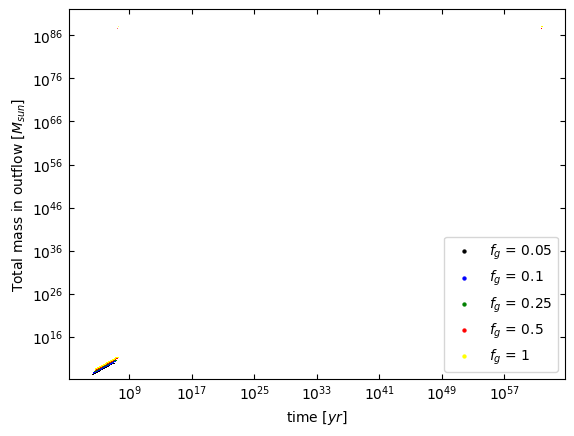 10^86
10^76
10^66
10^56
10^46
10^36
10^26
10^16
Total mass in outflow [M_sun]
f_g = 0.05
f_g = 0.1
f_g = 0.25
f_g = 0.5
f_g = 1
10^9 10^17 10^25 10^33 10^41 10^49 10^57
time [yr]